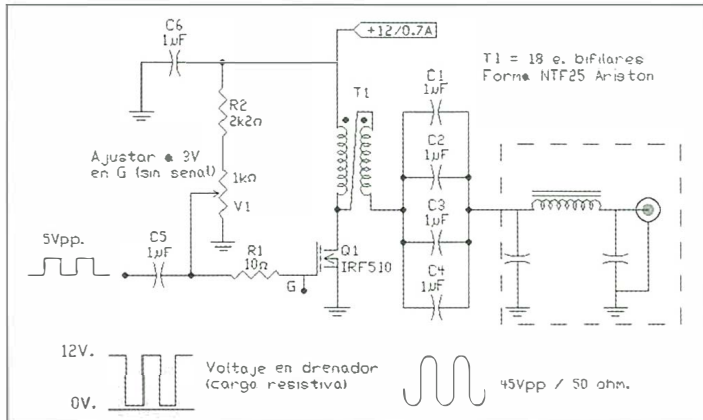 C6
1µF
+12/0.7A
T1 = 18 e. bifilares
Forma NTF25 Ariston
T1
C1
1µF
R2
2k2Ω
C2
1µF
Ajustar a 3V
en G (sin senal)
1kΩ
V1
C3
1µF
5Vpp.
C5
1µF
R1
10Ω
G
Q1
IRF510
C4
1µF
12V.
0V.
Voltaje en drenador
(carga resistiva)
45Vpp / 50 ohm.